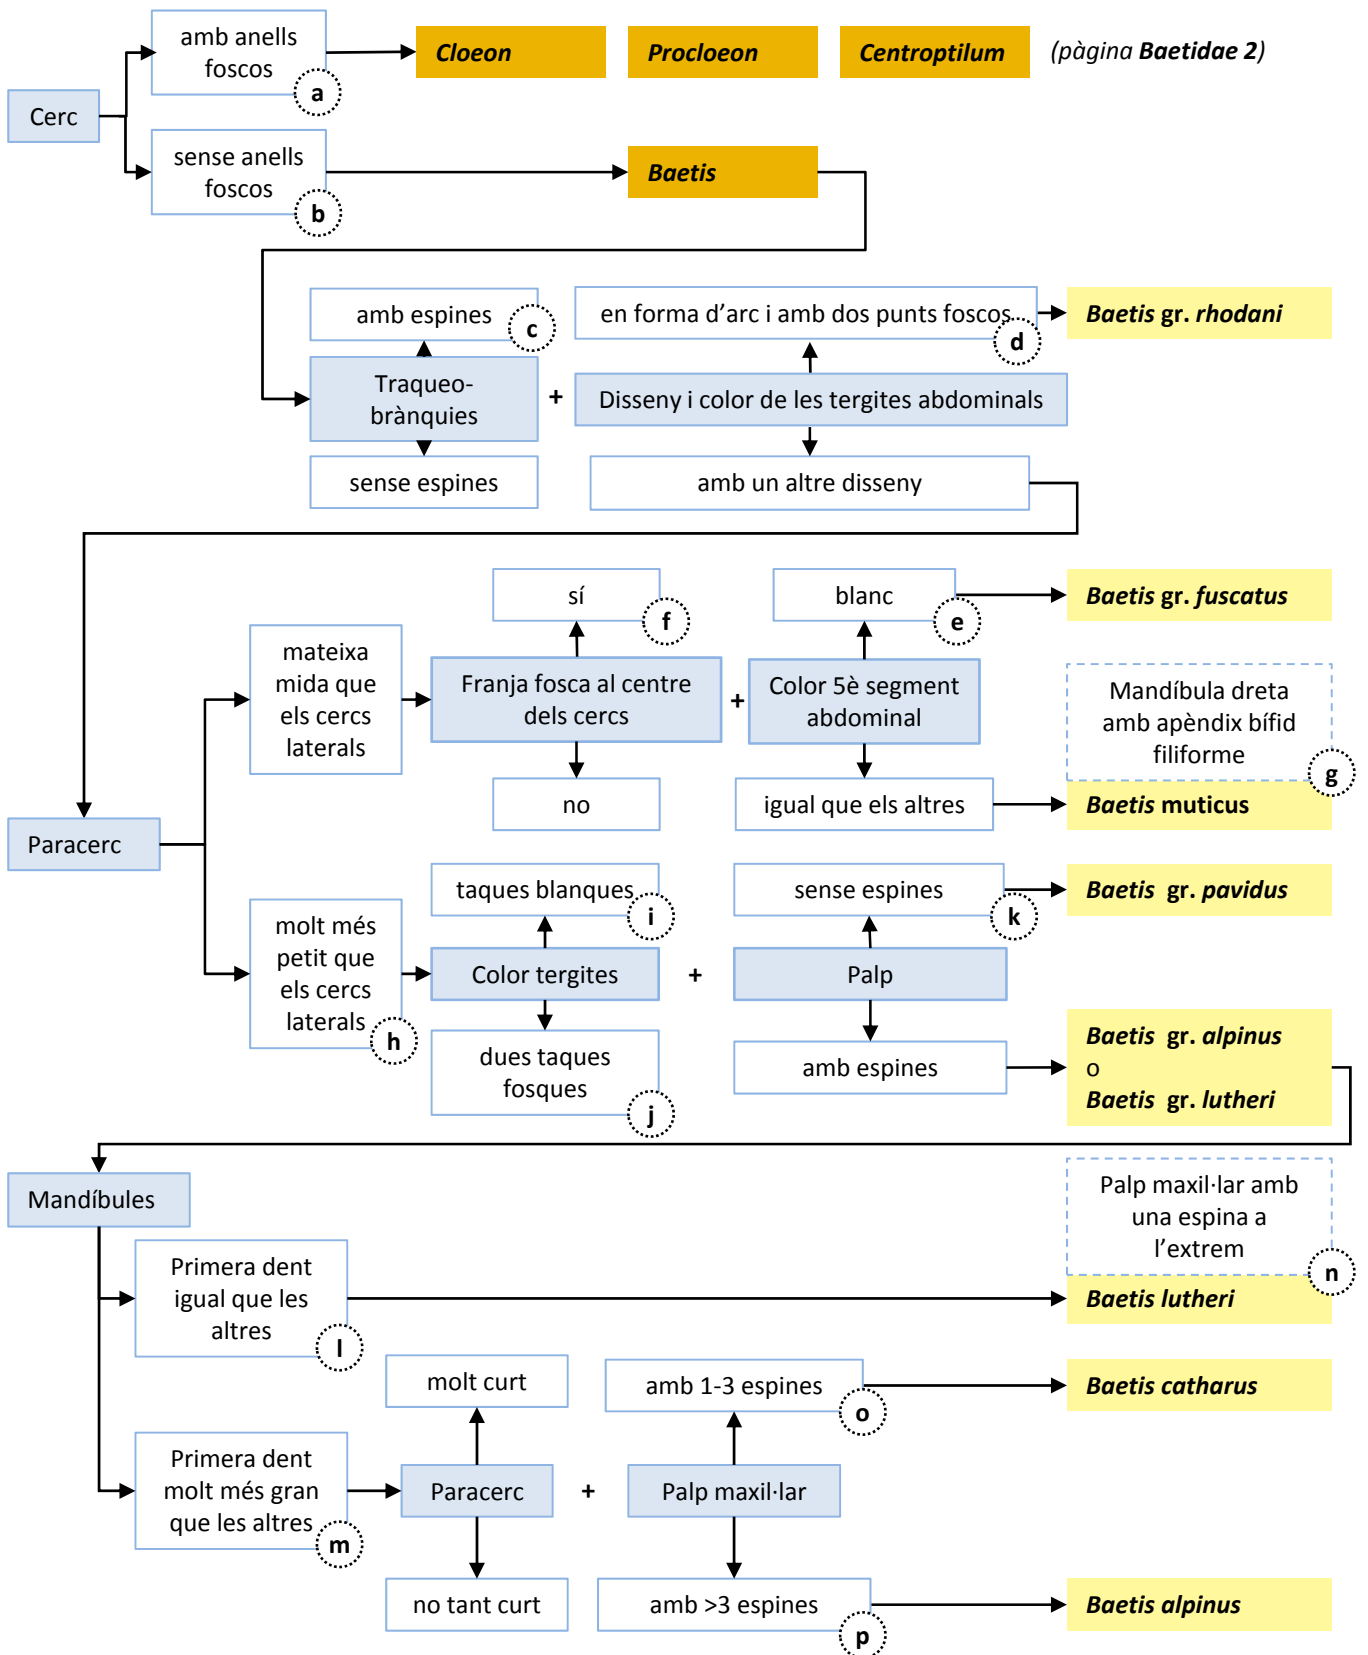 amb anells
foscos
a
Cloeon
Procloeon
Centroptilum
(pàgina Baetidae 2)
Cerc
sense anells
foscos
b
Baetis
amb espines
c
en forma d'arc i amb dos punts foscos
d
Baetis gr. rhodani
Traqueo-
brànquies
+
Disseny i color de les tergites abdominals
sense espines
amb un altre disseny
sí
f
blanc
e
Baetis gr. fuscatus
mateixa
mida que
els cercs
laterals
Franja fosca al centre
dels cercs
+
Color 5è segment
abdominal
Mandíbula dreta
amb apèndix bífid
filiforme
g
no
igual que els altres
Baetis muticus
Paracerc
taques blanques
i
sense espines
k
Baetis gr. pavidus
molt més
petit que
els cercs
laterals
h
Color tergites
+
Palp
dues taques
fosques
j
amb espines
Baetis gr. alpinus
o
Baetis gr. lutheri
Mandíbules
Palp maxil·lar amb
una espina a
l'extrem
n
Primera dent
igual que les
altres
l
Baetis lutheri
molt curt
amb 1-3 espines
o
Baetis catharus
Primera dent
molt més gran
que les altres
m
Paracerc
+
Palp maxil·lar
no tant curt
amb >3 espines
p
Baetis alpinus